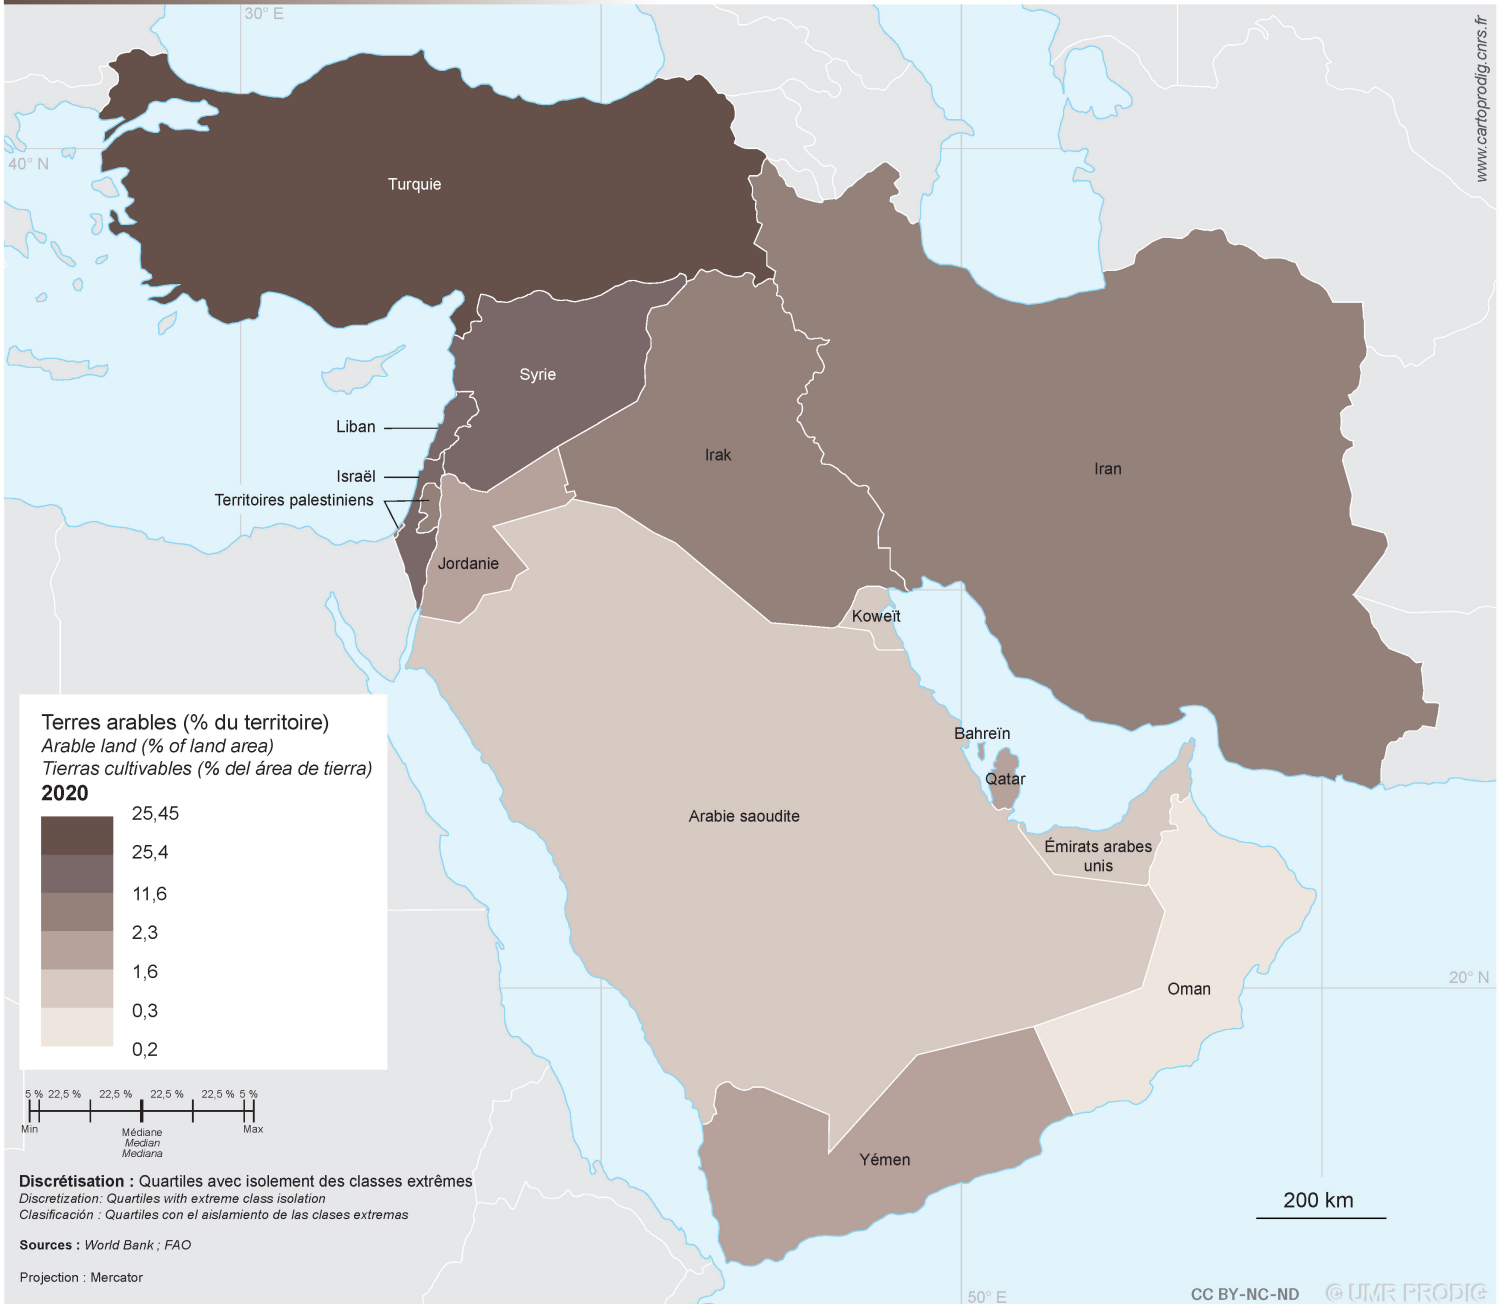 30° E
www.cartoprodig.cnrs.fr
40° N
Turquie
Syrie
Liban
Irak
Iran
Israël
Territoires palestiniens
Jordanie
Koweït
Bahreïn
Qatar
Arabie saoudite
Émirats arabes
unis
Oman
20° N
Yémen
Terres arables (% du territoire)
Arable land (% of land area)
Tierras cultivables (% del área de tierra)
2020
25,45
25,4
11,6
2,3
1,6
0,3
0,2
5 % 22,5 % 22,5 % 22,5 % 22,5 % 5 %
Min Médiane Max
Median
Mediana
Discrétisation : Quartiles avec isolement des classes extrêmes
Discretization: Quartiles with extreme class isolation
Clasificación : Quartiles con el aislamiento de las clases extremas
Sources : World Bank ; FAO
Projection : Mercator
200 km
50° E
CC BY-NC-ND © UMR PRODIG